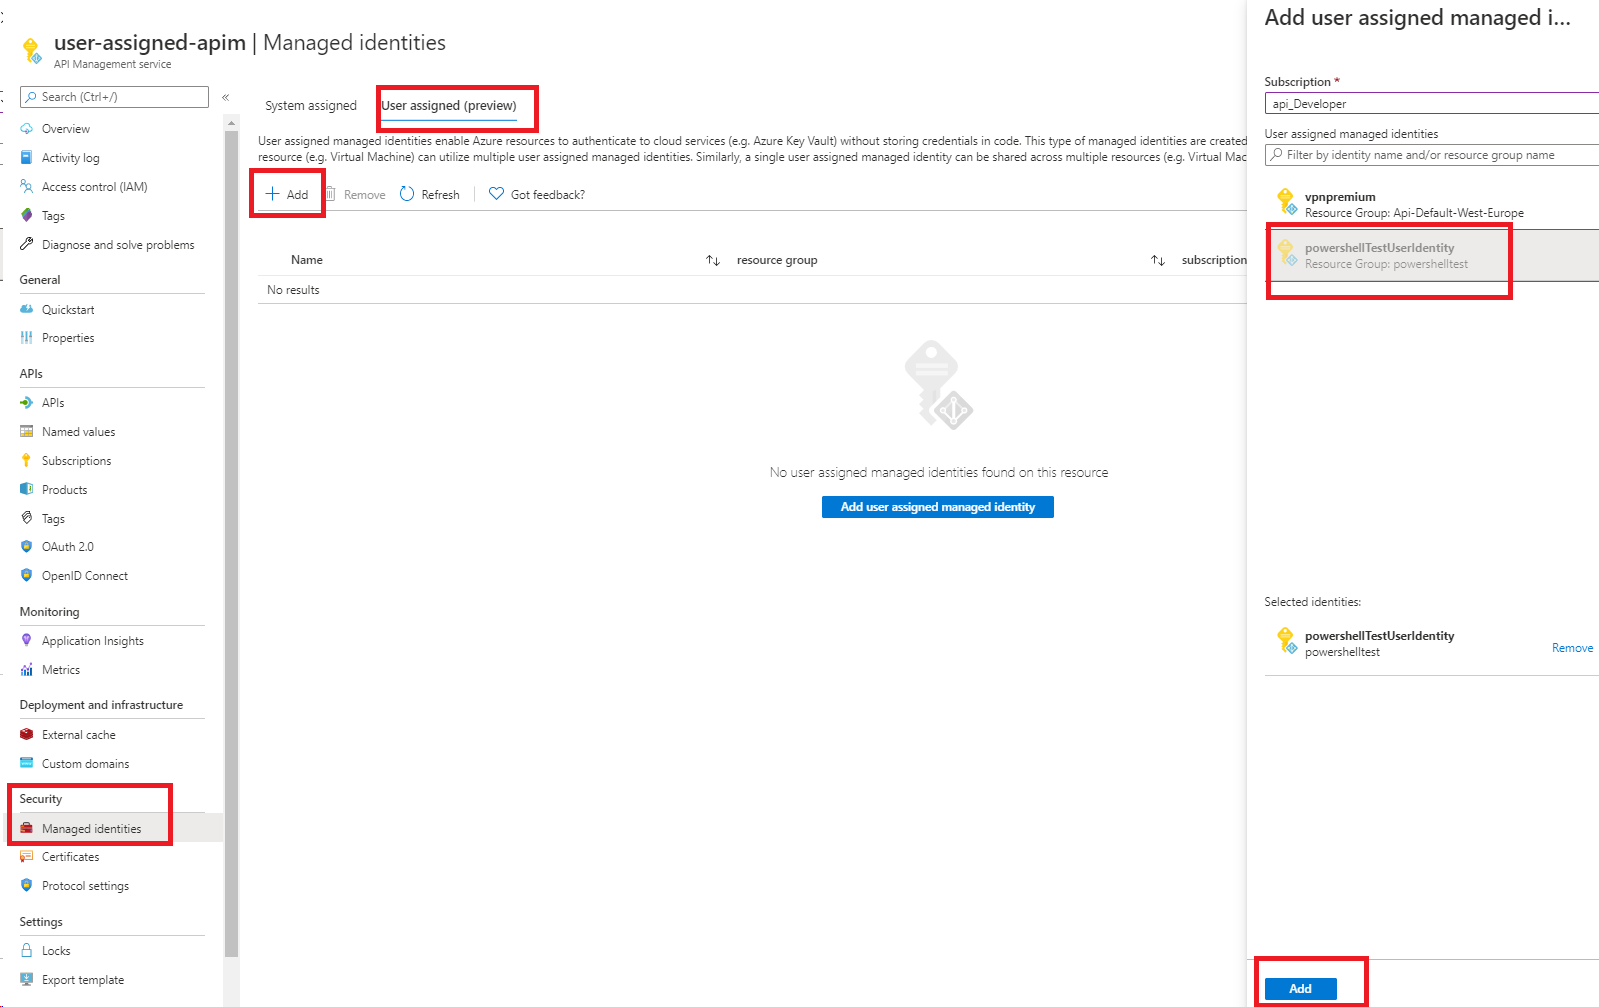 user-assigned-apim | Managed identities
API Management service
Search (Ctrl+/)
«
Overview
Activity log
Access control (IAM)
Tags
Diagnose and solve problems
General
Quickstart
Properties
APIs
APIs
Named values
Subscriptions
Products
Tags
OAuth 2.0
OpenID Connect
Monitoring
Application Insights
Metrics
Deployment and infrastructure
External cache
Custom domains
Security
Managed identities
Certificates
Protocol settings
Settings
Locks
Export template
System assigned
User assigned (preview)
User assigned managed identities enable Azure resources to authenticate to cloud services (e.g. Azure Key Vault) without storing credentials in code. This type of managed identities are created
resource (e.g. Virtual Machine) can utilize multiple user assigned managed identities. Similarly, a single user assigned managed identity can be shared across multiple resources (e.g. Virtual Mac
Add
Remove
Refresh
Got feedback?
Name
resource group
subscription
No results
No user assigned managed identities found on this resource
Add user assigned managed identity
Add user assigned managed i...
Subscription *
api_Developer
User assigned managed identities
Filter by identity name and/or resource group name
vpnpremium
Resource Group: Api-Default-West-Europe
powershellTestUserIdentity
Resource Group: powershelltest
Selected identities:
powershellTestUserIdentity
powershelltest
Remove
Add